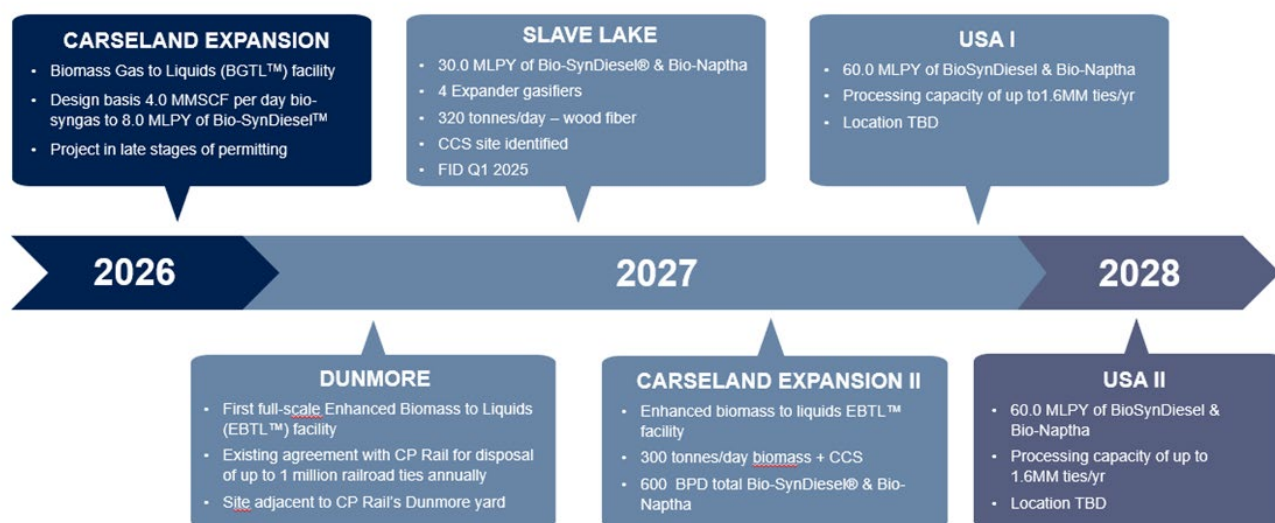 CARSELAND EXPANSION
• Biomass Gas to Liquids (BGTL™) facility
• Design basis 4.0 MMSCF per day bio-
syngas to 8.0 MLPY of Bio-SynDiesel™
• Project in late stages of permitting
SLAVE LAKE
• 30.0 MLPY of Bio-SynDiesel® & Bio-Naptha
• 4 Expander gasifiers
• 320 tonnes/day – wood fiber
• CCS site identified
• FID Q1 2025
USA I
• 60.0 MLPY of BioSynDiesel & Bio-Naptha
• Processing capacity of up to1.6MM ties/yr
• Location TBD
2026
2027
2028
DUNMORE
• First full-scale Enhanced Biomass to Liquids
(EBTL™) facility
• Existing agreement with CP Rail for disposal
of up to 1 million railroad ties annually
• Site adjacent to CP Rail's Dunmore yard
CARSELAND EXPANSION II
• Enhanced biomass to liquids EBTL™
facility
• 300 tonnes/day biomass + CCS
• 600 BPD total Bio-SynDiesel® & Bio-
Naptha
USA II
• 60.0 MLPY of BioSynDiesel &
Bio-Naptha
• Processing capacity of up to
1.6MM ties/yr
• Location TBD